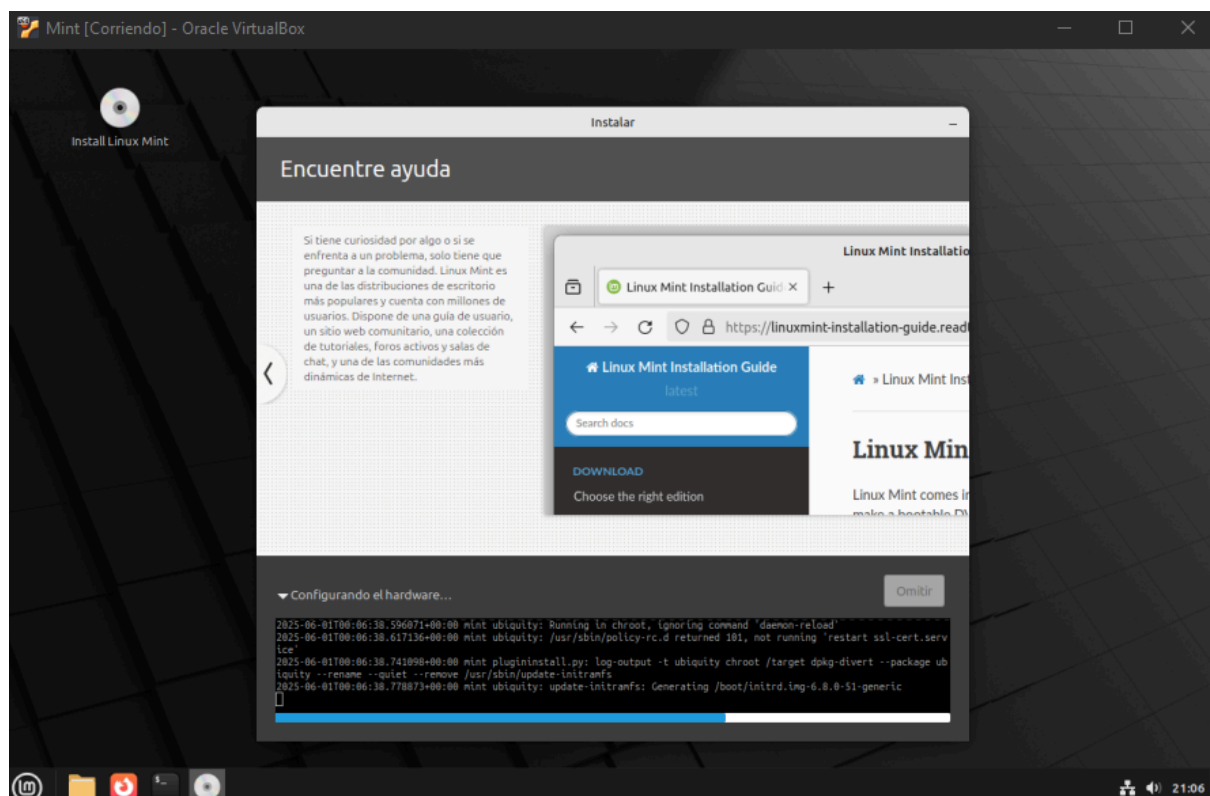 Mint [Corriendo] - Oracle VirtualBox
Install Linux Mint
Instalar
Encuentre ayuda
Si tiene curiosidad por algo o si se
enfrenta a un problema, solo tiene que
preguntar a la comunidad. Linux Mint es
una de las distribuciones de escritorio
más populares y cuenta con millones de
usuarios. Dispone de una guía de usuario,
un sitio web comunitario, una colección
de tutoriales, foros activos y salas de
chat, y una de las comunidades más
dinámicas de Internet.
Linux Mint Installatio
Linux Mint Installation Guid
https://linuxmint-installation-guide.read
Linux Mint Installation Guide
latest
Search docs
DOWNLOAD
Choose the right edition
» Linux Mint Inst
Linux Min
Linux Mint comes in
make a bootable DV
Configurando el hardware...
Omitir
2025-06-01T00:06:38.596071+00:00 mint ubiquity: Running in chroot, ignoring command 'daemon-reload'
2025-06-01T00:06:38.617136+00:00 mint ubiquity: /usr/sbin/policy-rc.d returned 101, not running 'restart ssl-cert.serv
ice'
2025-06-01T00:06:38.741098+00:00 mint plugininstall.py: log-output -t ubiquity chroot /target dpkg-divert --package ub
iquity --rename --quiet --remove /usr/sbin/update-initramfs
2025-06-01T00:06:38.778873+00:00 mint ubiquity: update-initramfs: Generating /boot/initrd.img-6.8.0-51-generic
21:06